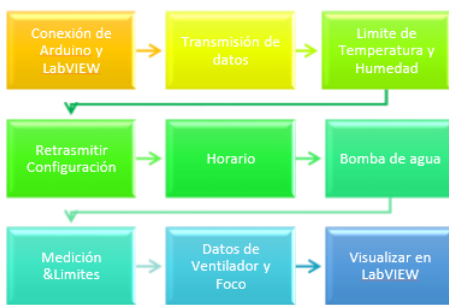 Conexión de
Arduino y
LabVIEW
Transmisión de
datos
Limite de
Temperatura y
Humedad
Retrasmitir
Configuración
Horario
Bomba de agua
Medición
&Limites
Datos de
Ventilador y
Foco
Visualizar en
LabVIEW